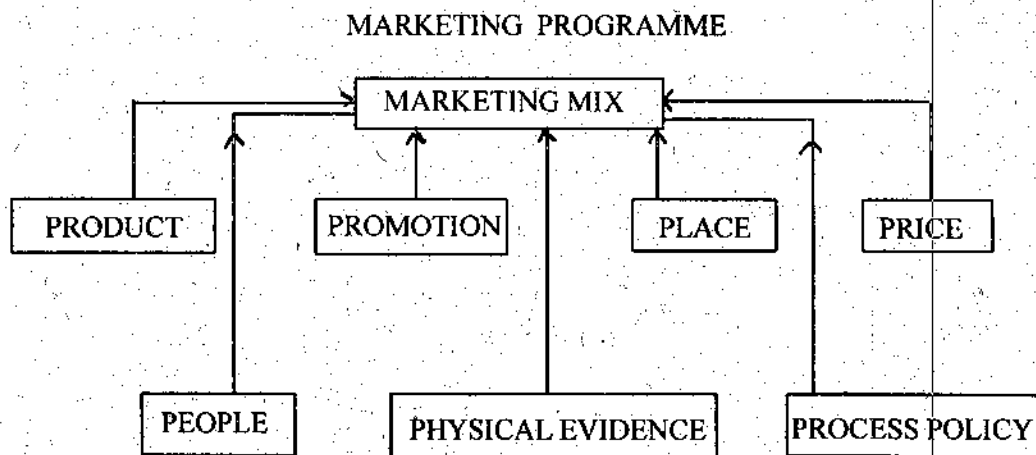 MARKETING PROGRAMME
MARKETING MIX
PRODUCT
PROMOTION
PLACE
PRICE
PEOPLE
PHYSICAL EVIDENCE
PROCESS POLICY